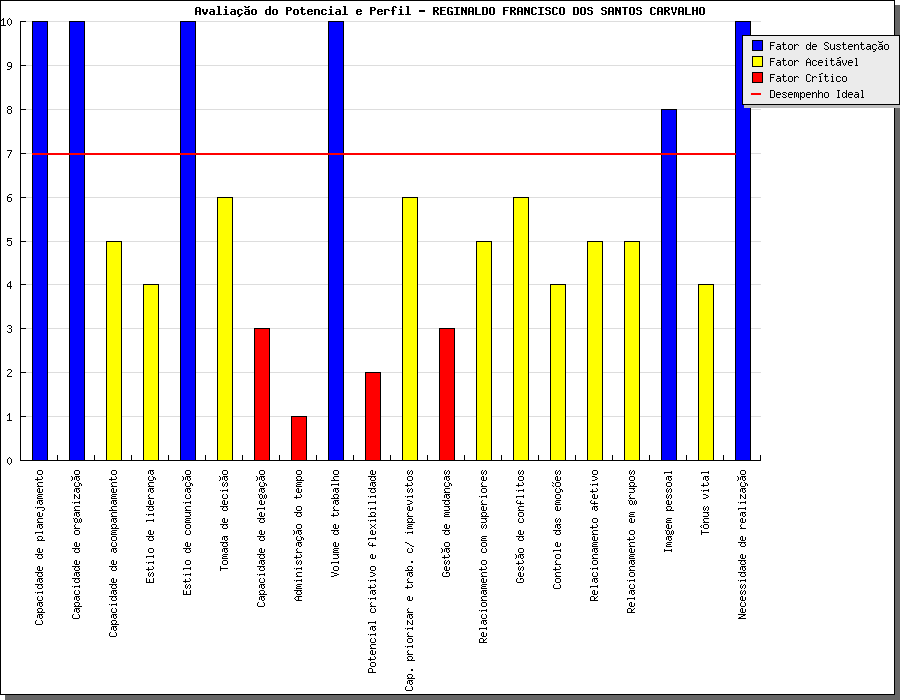 Avaliação do Potencial e Perfil - REGINALDO FRANCISCO DOS SANTOS CARVALHO
10
9
8
7
6
5
4
3
2
1
0
Fator de Sustentação
Fator Aceitável
Fator Crítico
Desempenho Ideal
Capacidade de planejamento
Capacidade de organização
Capacidade de acompanhamento
Estilo de liderança
Estilo de comunicação
Tomada de decisão
Capacidade de delegação
Administração do tempo
Volume de trabalho
Potencial criativo e flexibilidade
Cap. priorizar e trab. c/ imprevistos
Gestão de mudanças
Relacionamento com superiores
Gestão de conflitos
Controle das emoções
Relacionamento afetivo
Relacionamento em grupos
Imagem pessoal
Tônus vital
Necessidade de realização